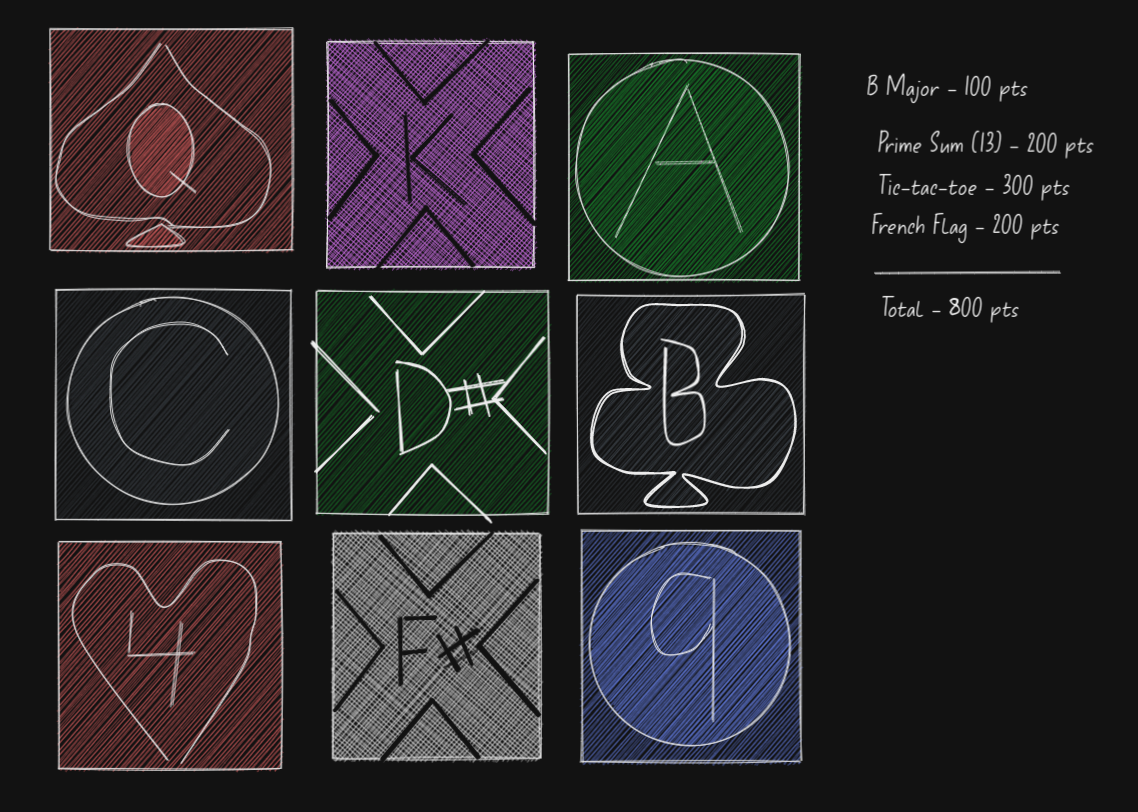 Q
K
A
C
D#
B
4
F#
9
B Major - 100 pts
Prime Sum (13) - 200 pts
Tic-tac-toe - 300 pts
French Flag - 200 pts
Total - 800 pts